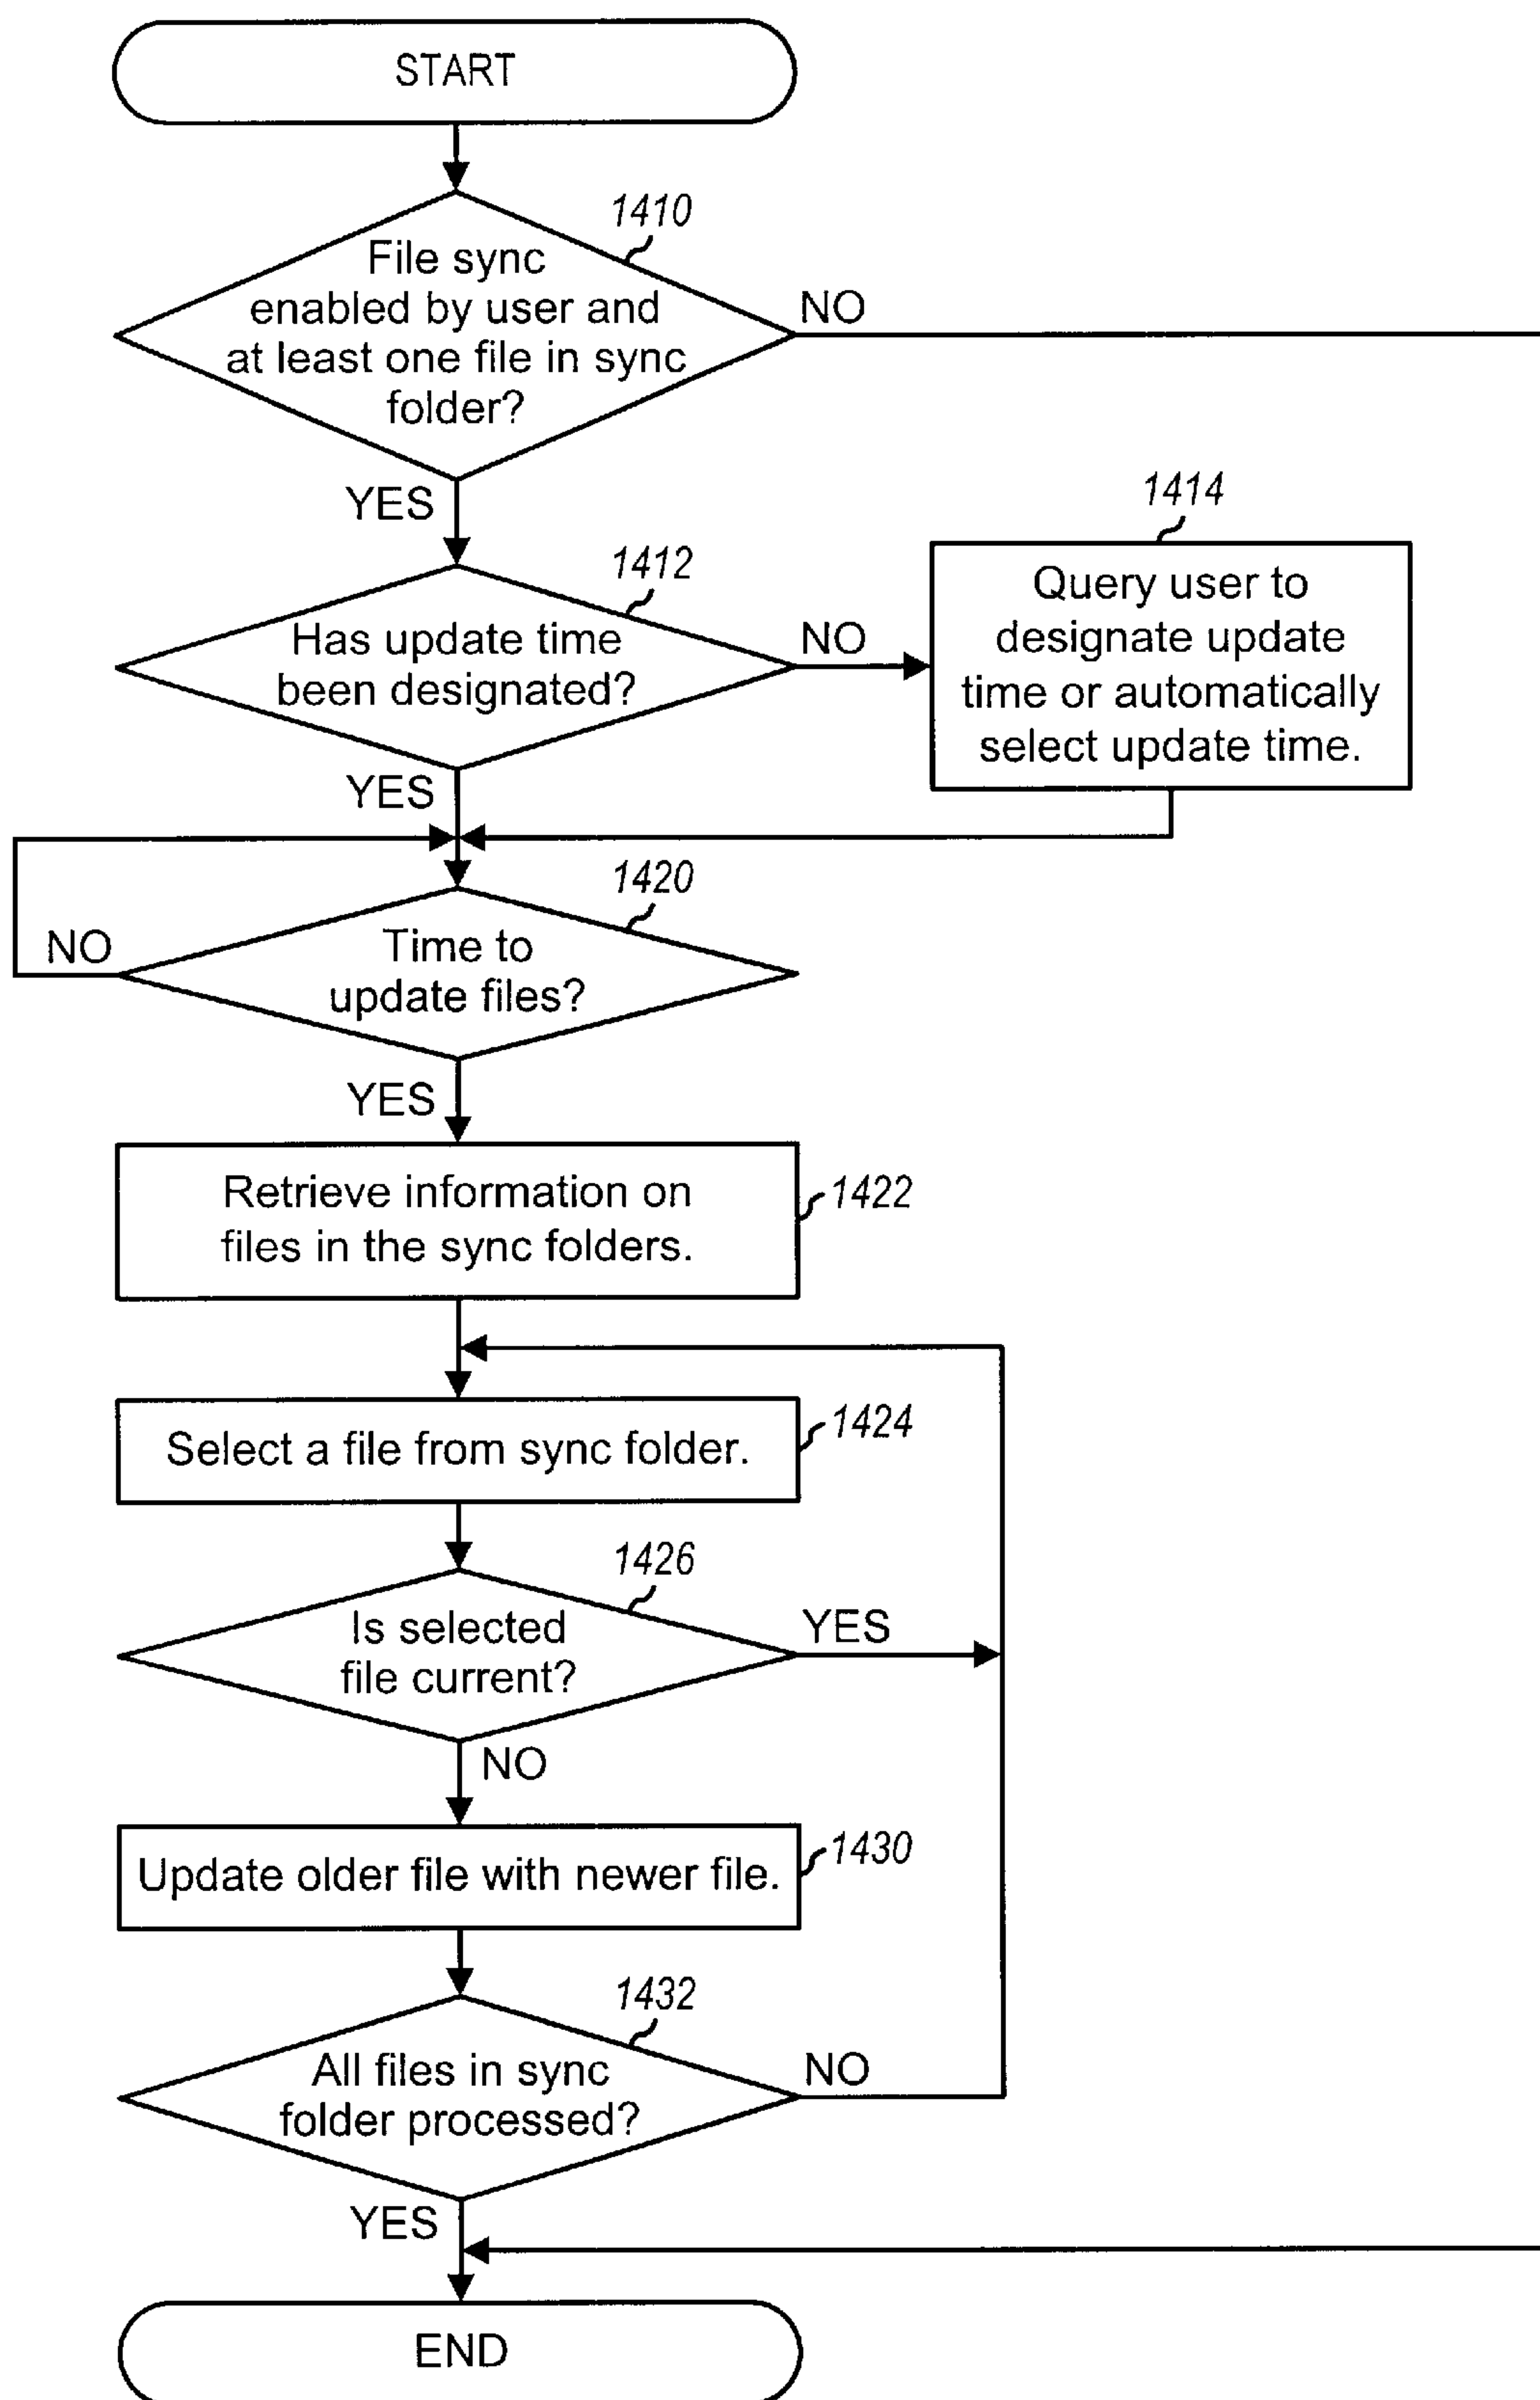 START
1410
File sync
enabled by user and
at least one file in sync
folder?
NO
YES
1414
Query user to
designate update
time or automatically
select update time.
1412
Has update time
been designated?
NO
YES
1420
Time to
update files?
NO
YES
Retrieve information on
files in the sync folders.
1422
Select a file from sync folder.
1424
1426
Is selected
file current?
YES
NO
Update older file with newer file.
1430
1432
All files in sync
folder processed?
NO
YES
END